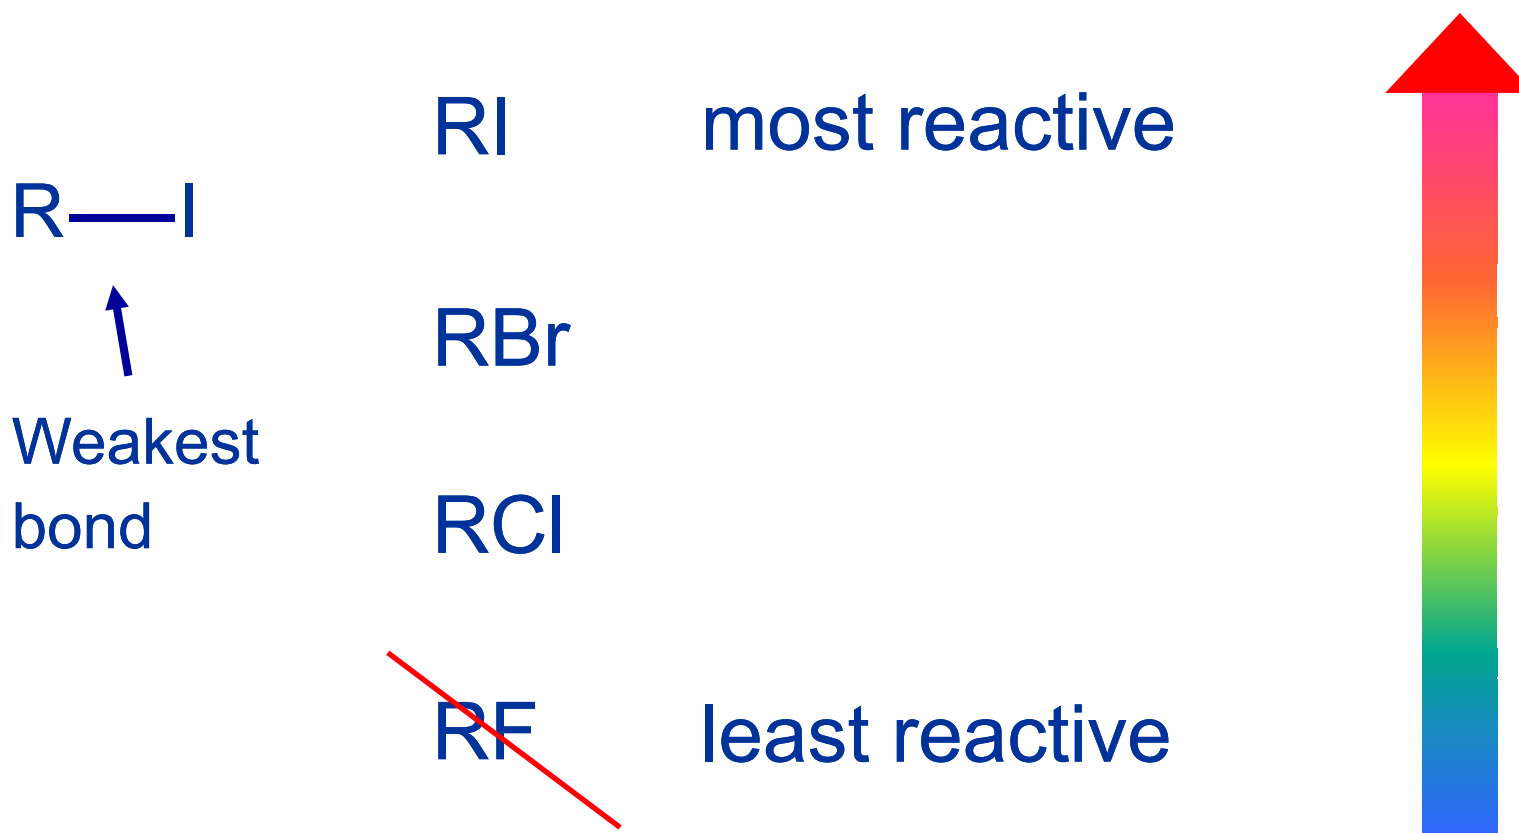 RI most reactive
R—I
RBr
Weakest
bond
RCl
RF least reactive